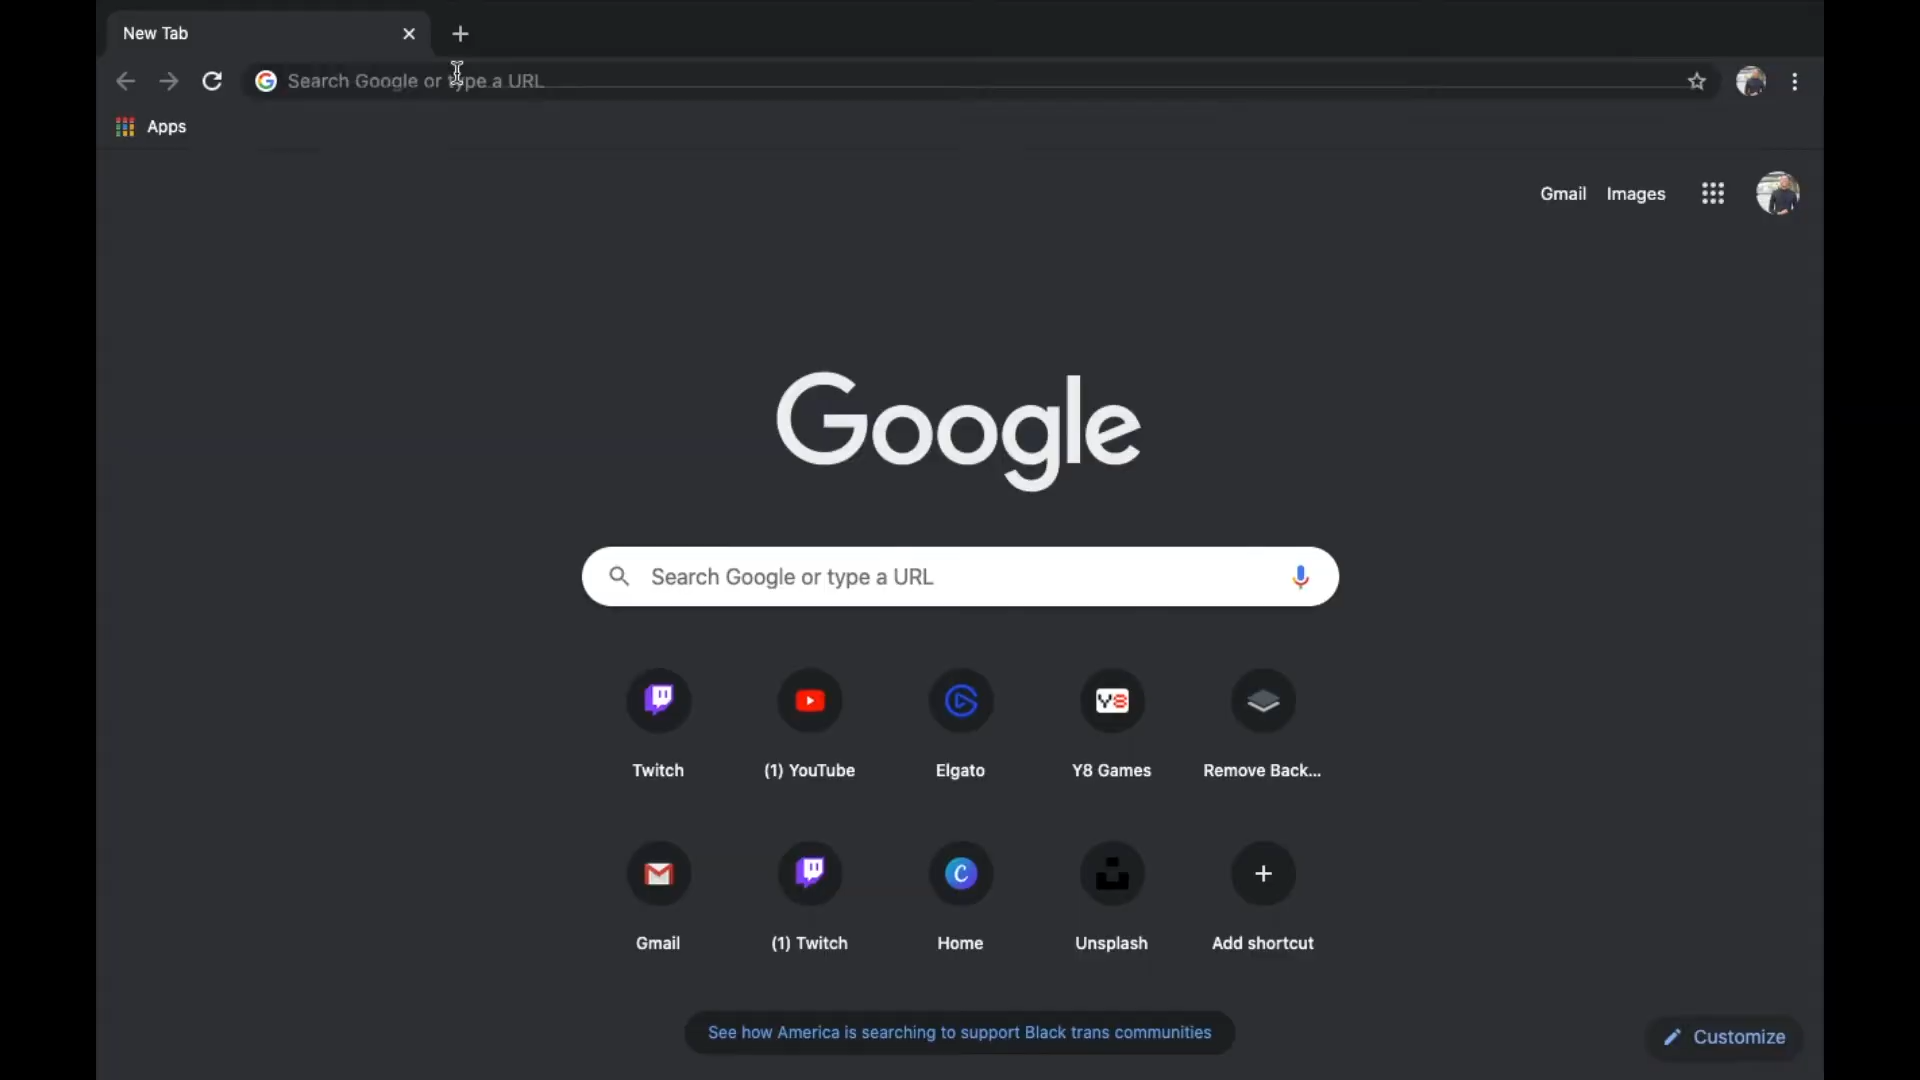 New Tab
Search Google or type a URL
Apps
Gmail Images
Google
Search Google or type a URL
Twitch (1) YouTube Elgato Y8 Games Remove Back...
Gmail (1) Twitch Home Unsplash Add shortcut
See how America is searching to support Black trans communities
Customize